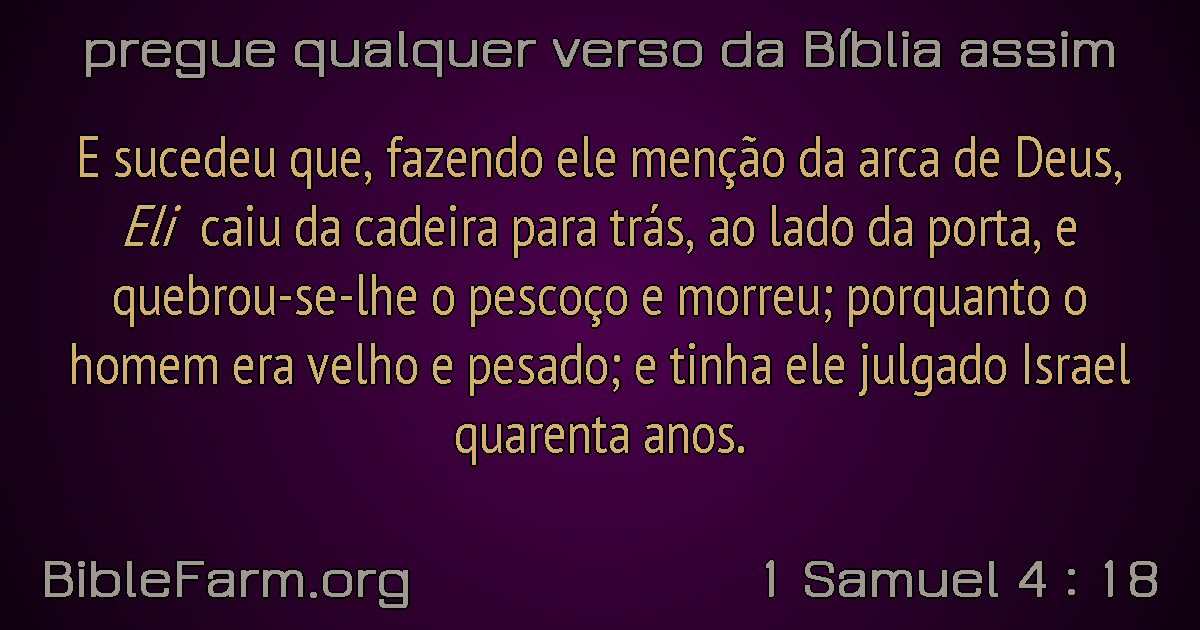 pregue qualquer verso da Bíblia assim
E sucedeu que, fazendo ele menção da arca de Deus,
Eli caiu da cadeira para trás, ao lado da porta, e
quebrou-se-lhe o pescoço e morreu; porquanto o
homem era velho e pesado; e tinha ele julgado Israel
quarenta anos.
BibleFarm.org
1 Samuel 4 : 18